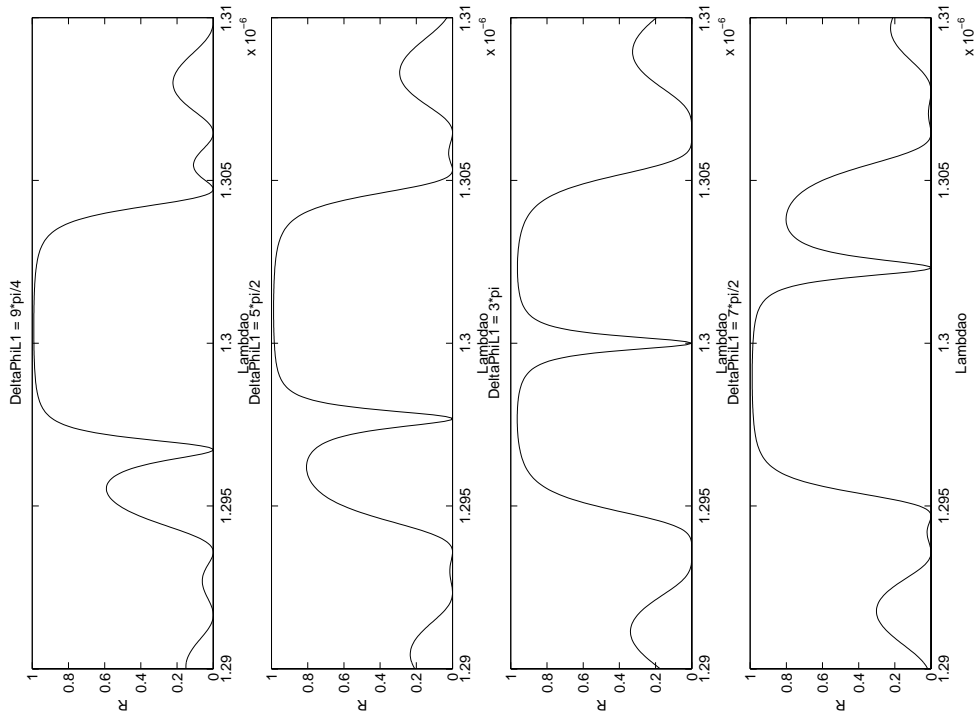 DeltaPhiL1 = 9*pi/4
1
0.8
0.6
0.4
0.2
0
R
1.29 1.295 1.3 1.305 1.31
Lambdao
x 10⁻⁶
DeltaPhiL1 = 5*pi/2
1
0.8
0.6
0.4
0.2
0
R
1.29 1.295 1.3 1.305 1.31
Lambdao
x 10⁻⁶
DeltaPhiL1 = 3*pi
1
0.8
0.6
0.4
0.2
0
R
1.29 1.295 1.3 1.305 1.31
Lambdao
x 10⁻⁶
DeltaPhiL1 = 7*pi/2
1
0.8
0.6
0.4
0.2
0
R
1.29 1.295 1.3 1.305 1.31
Lambdao
x 10⁻⁶